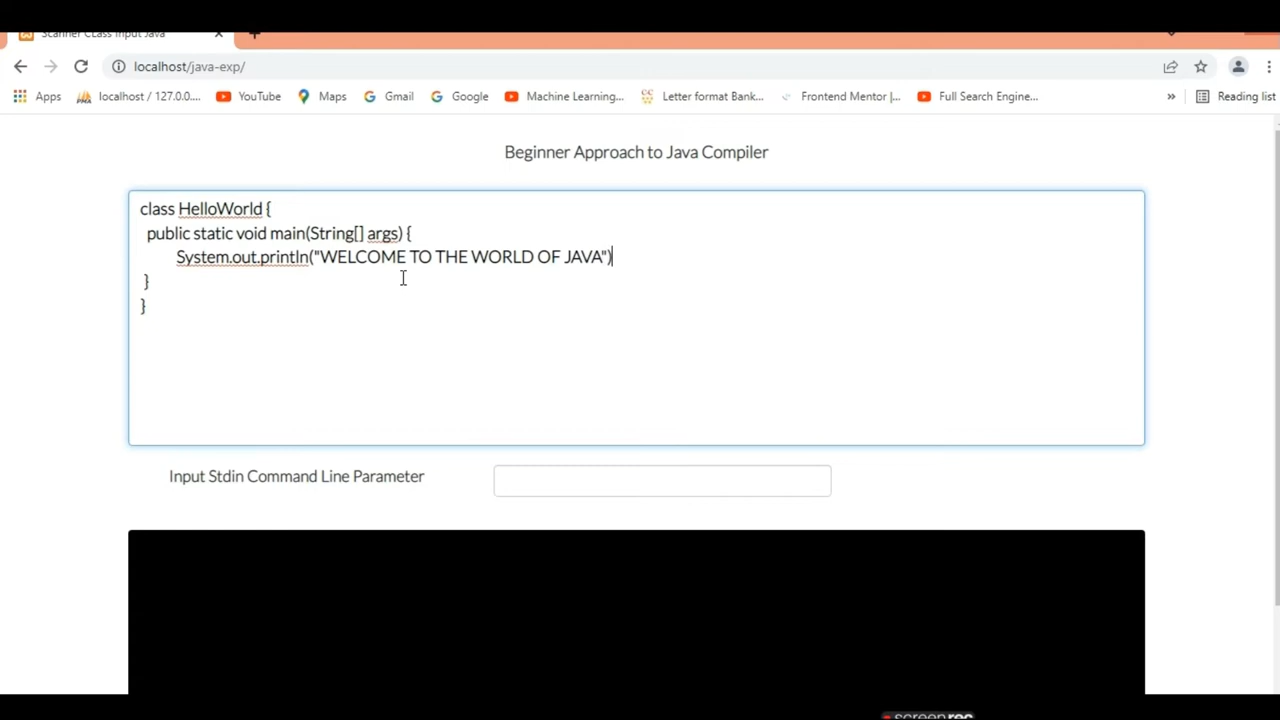 Scanner CLass Input Java
localhost/java-exp/
Apps localhost / 127.0.0.... YouTube Maps Gmail Google Machine Learning... Letter format Bank... Frontend Mentor |... Full Search Engine... » Reading list
Beginner Approach to Java Compiler
class HelloWorld {
public static void main(String[] args) {
System.out.println("WELCOME TO THE WORLD OF JAVA")
}
}
Input Stdin Command Line Parameter
screenrec